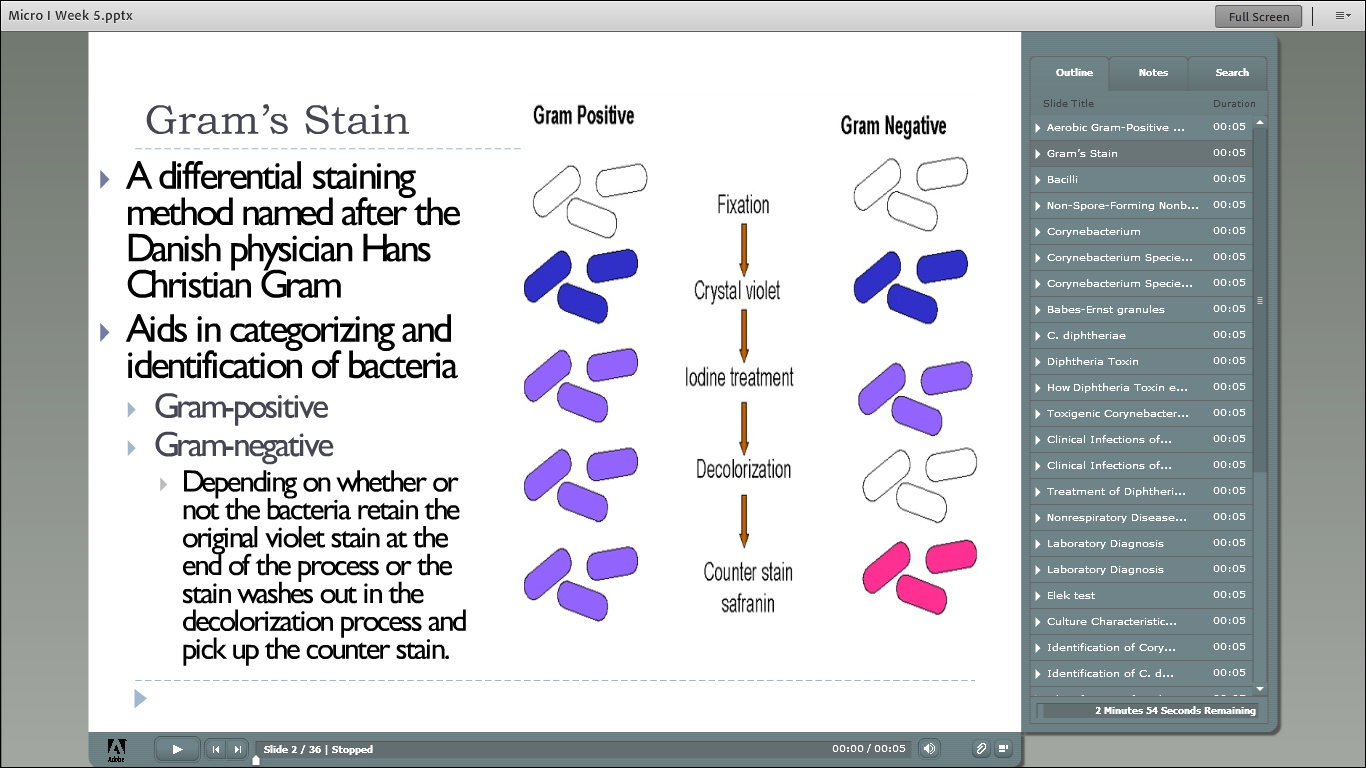 Micro I Week 5.pptx
Full Screen
Gram's Stain
A differential staining
method named after the
Danish physician Hans
Christian Gram
Aids in categorizing and
identification of bacteria
Gram-positive
Gram-negative
Depending on whether or
not the bacteria retain the
original violet stain at the
end of the process or the
stain washes out in the
decolorization process and
pick up the counter stain.
Gram Positive
Gram Negative
Fixation
Crystal violet
Iodine treatment
Decolorization
Counter stain
safranin
Outline Notes Search
Slide Title Duration
Aerobic Gram-Positive ... 00:05
Gram's Stain 00:05
Bacilli 00:05
Non-Spore-Forming Nonb... 00:05
Corynebacterium 00:05
Corynebacterium Specie... 00:05
Corynebacterium Specie... 00:05
Babes-Ernst granules 00:05
C. diphtheriae 00:05
Diphtheria Toxin 00:05
How Diphtheria Toxin e... 00:05
Toxigenic Corynebacter... 00:05
Clinical Infections of... 00:05
Clinical Infections of... 00:05
Treatment of Diphtheri... 00:05
Nonrespiratory Disease... 00:05
Laboratory Diagnosis 00:05
Laboratory Diagnosis 00:05
Elek test 00:05
Culture Characteristic... 00:05
Identification of Cory... 00:05
Identification of C. d... 00:05
2 Minutes 54 Seconds Remaining
Adobe
Slide 2 / 36 | Stopped 00:00 / 00:05